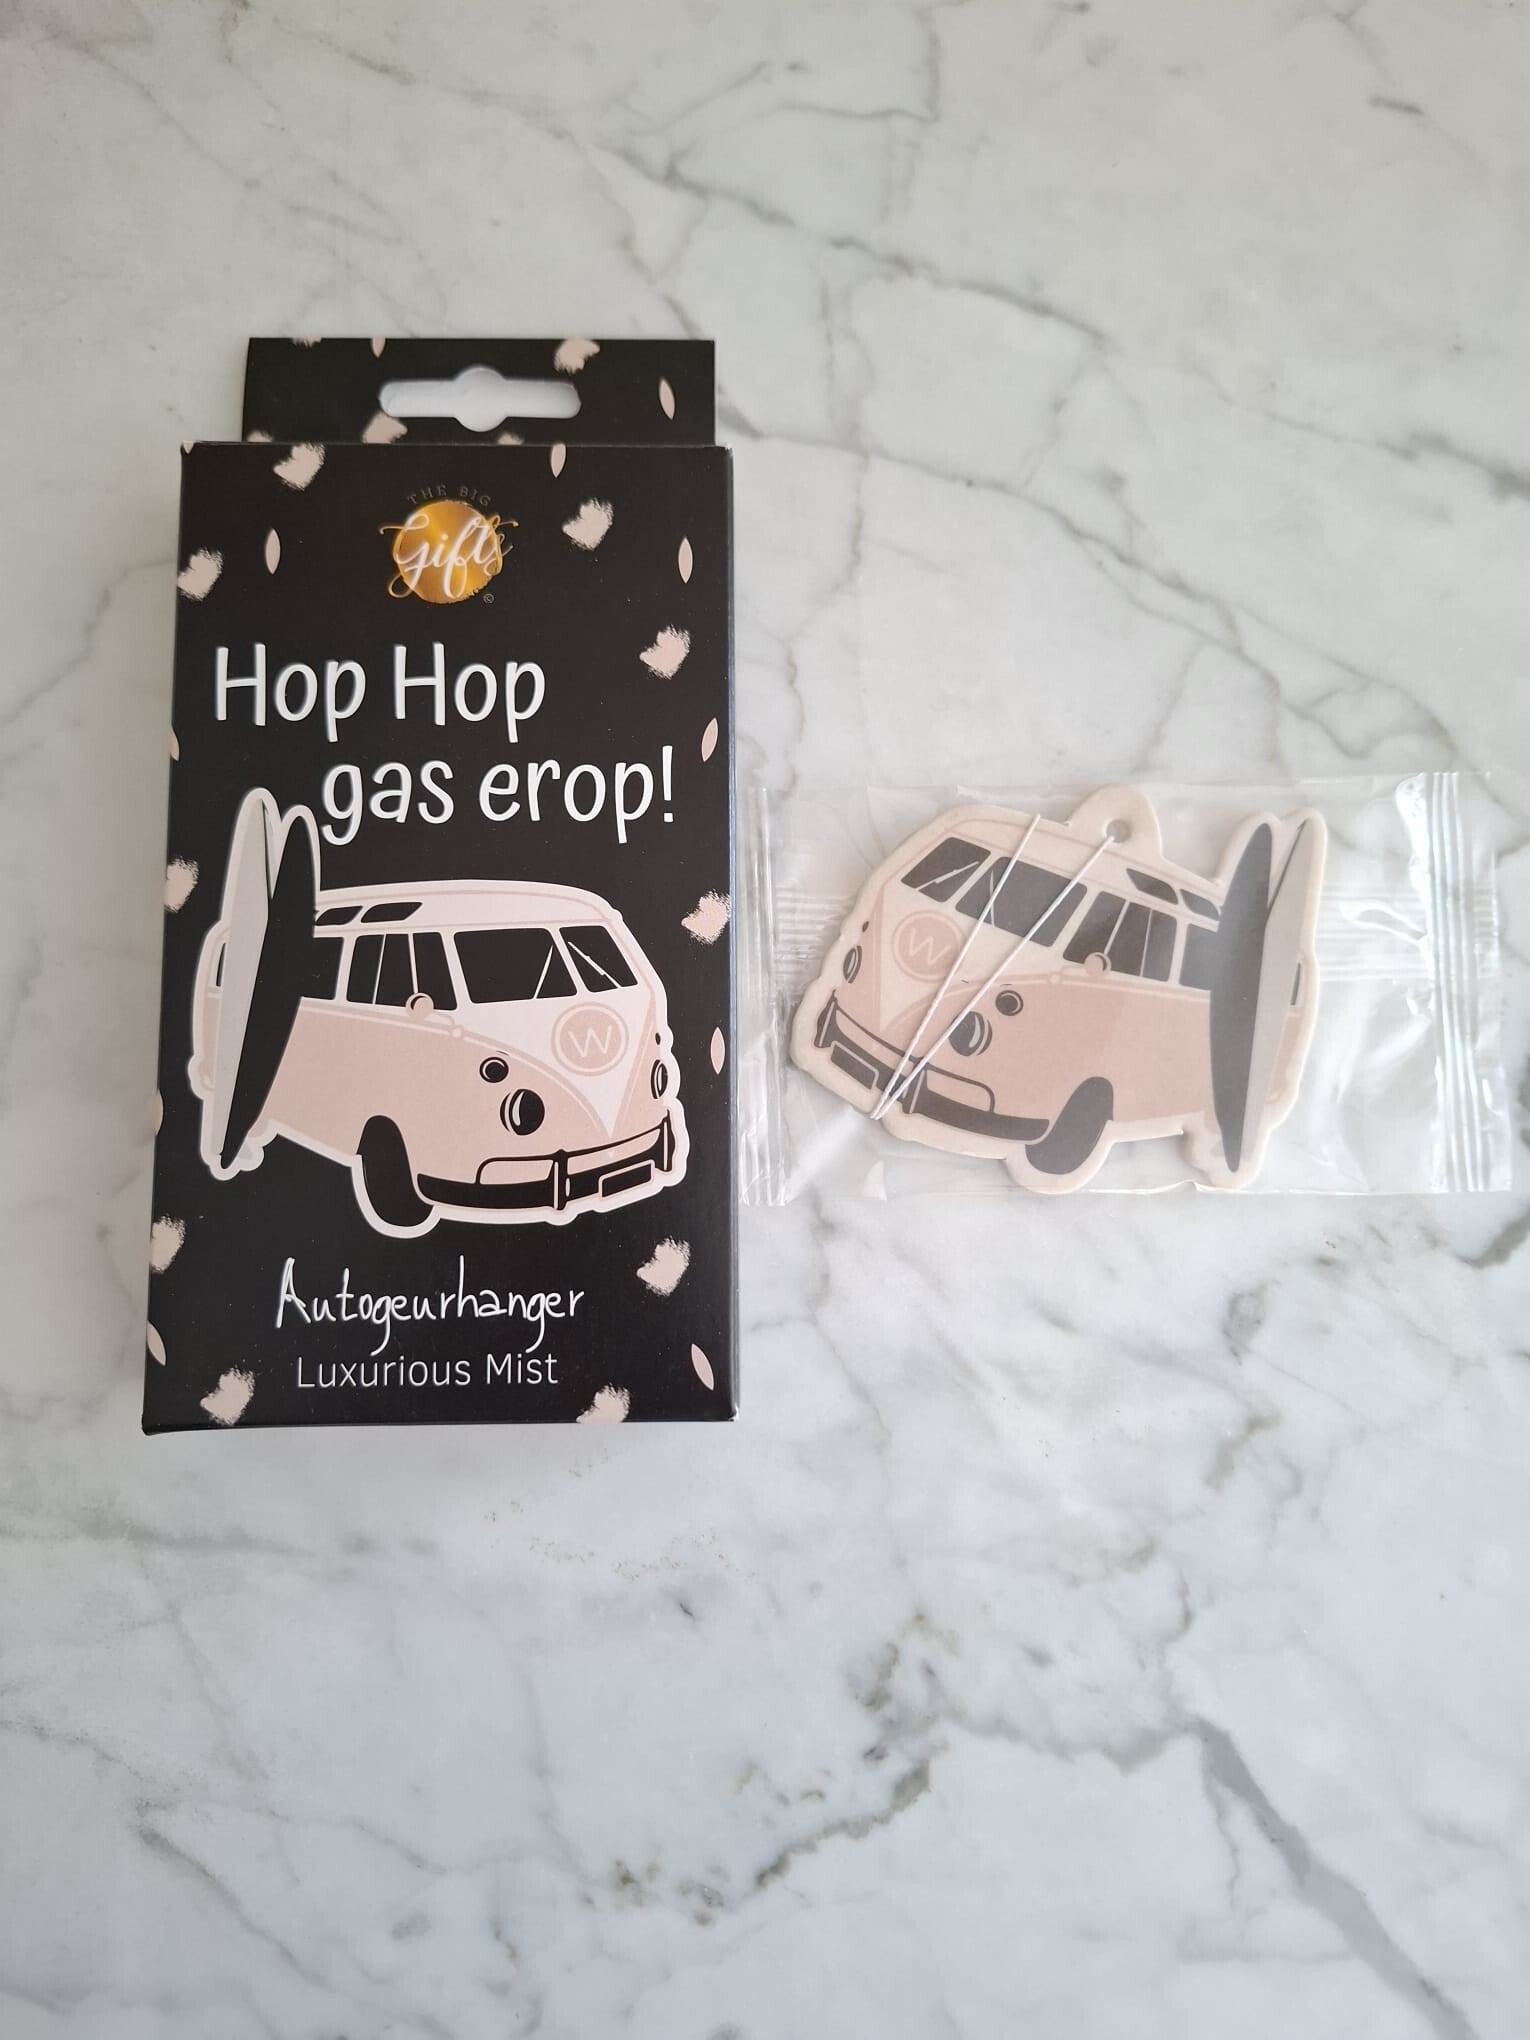 THE BIG
Gifts
©
Hop Hop
gas erop!
W
Autogeurhanger
Luxurious Mist
W